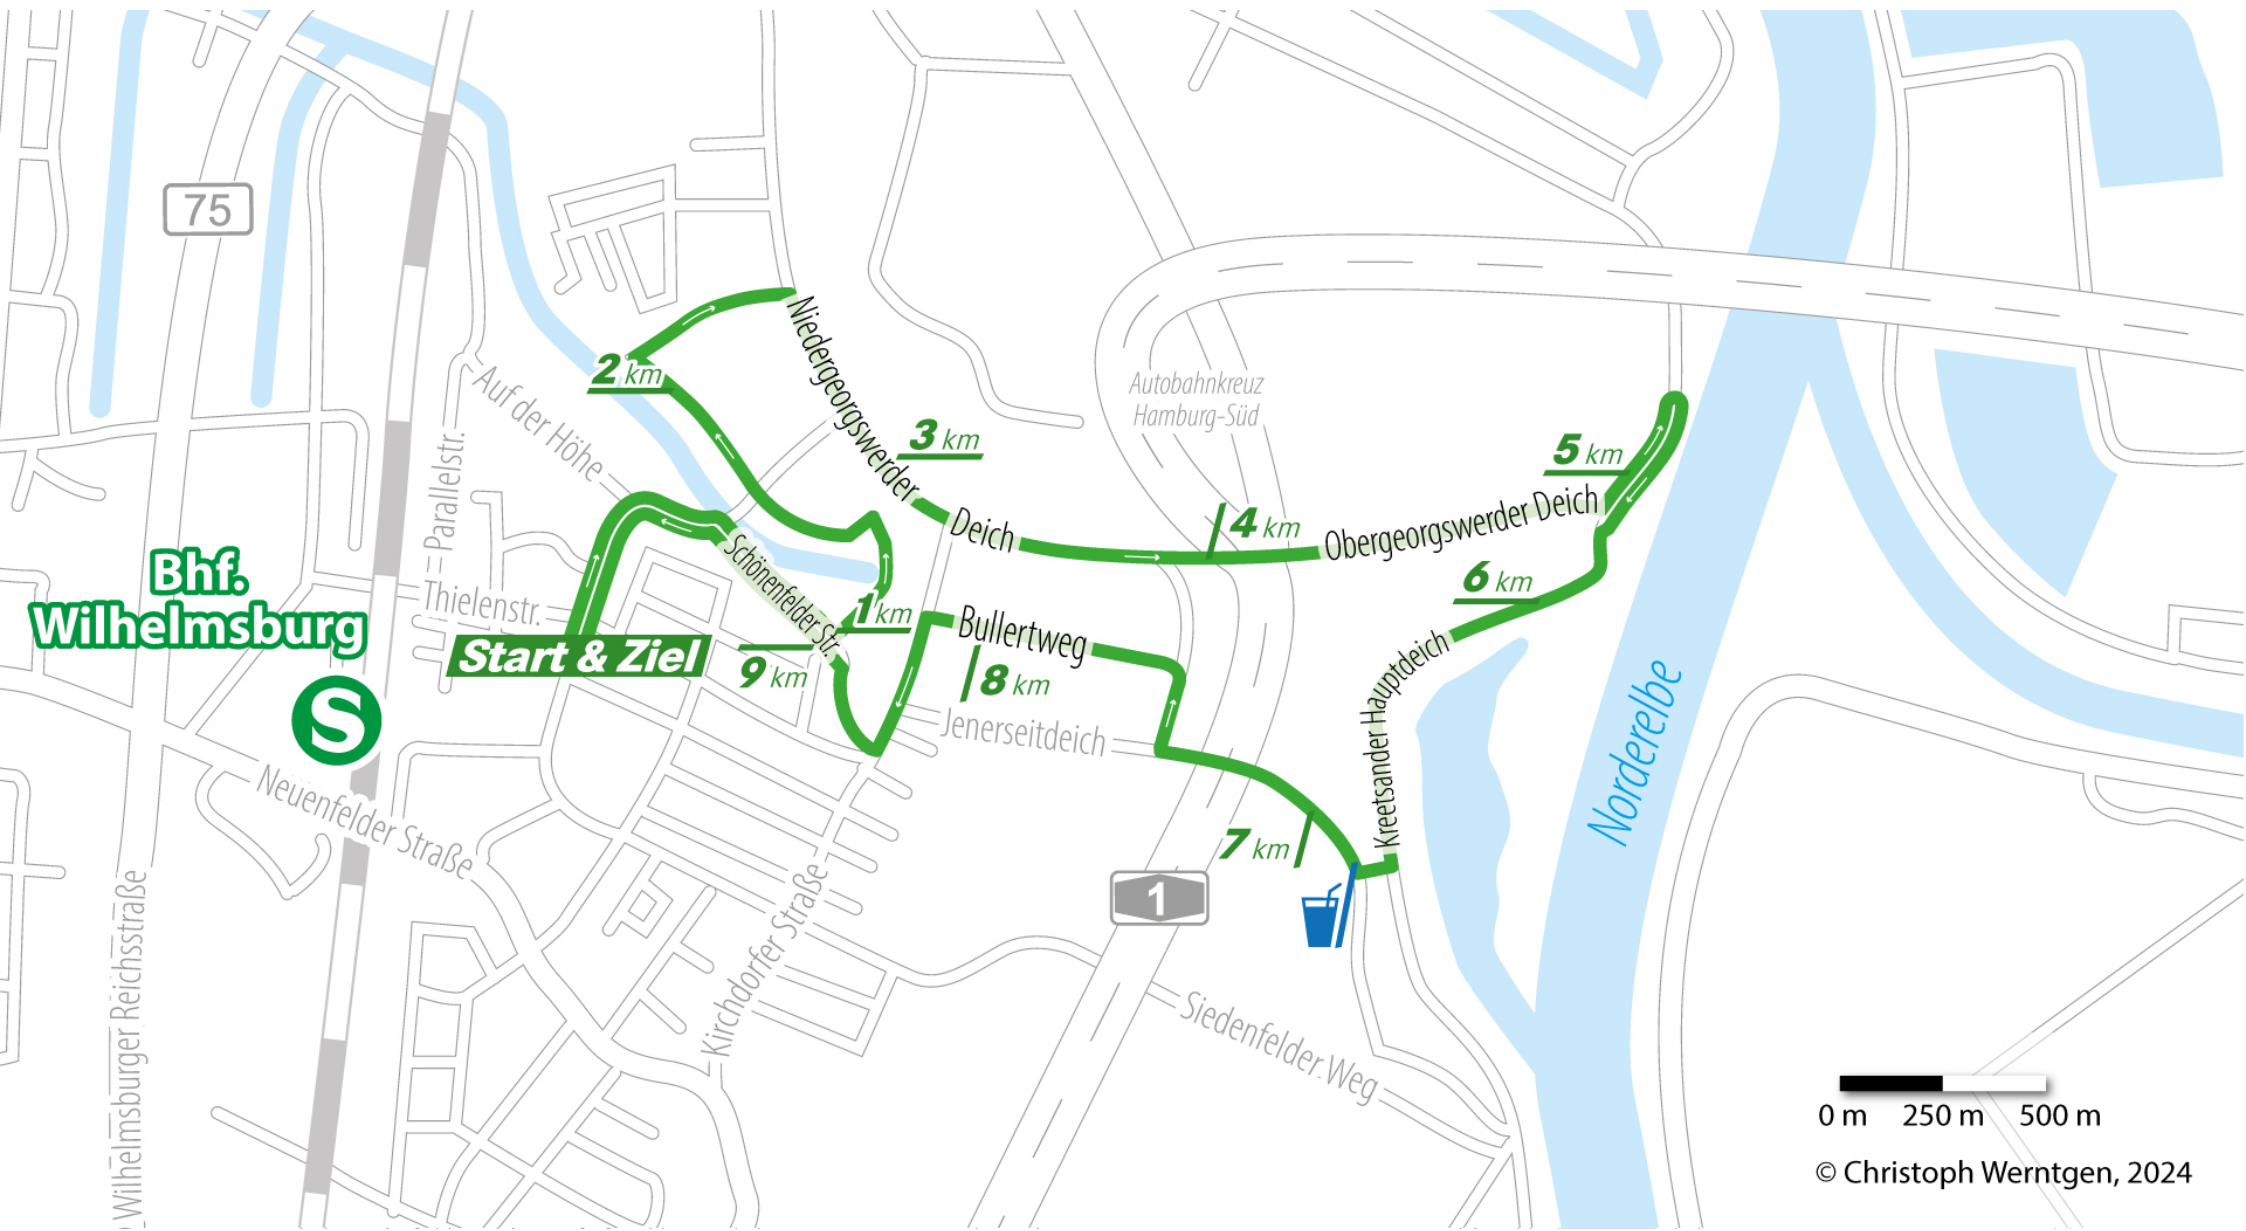 75
Bhf.
Wilhelmsburg
S
Start & Ziel
Auf der Höhe
Parallelstr.
Thielenstr.
Neuenfelder Straße
Wilhelmsburger Reichsstraße
Kirchdorfer Straße
Schönenfelder Str.
1 km
2 km
Niedergeorgswerder
Deich
3 km
4 km
Autobahnkreuz
Hamburg-Süd
Obergeorgswerder Deich
5 km
6 km
Kreetsander Hauptdeich
7 km
Bullertweg
8 km
9 km
Jenerseitdeich
1
Siedenfelder Weg
Norderelbe
0 m 250 m 500 m
© Christoph Werntgen, 2024